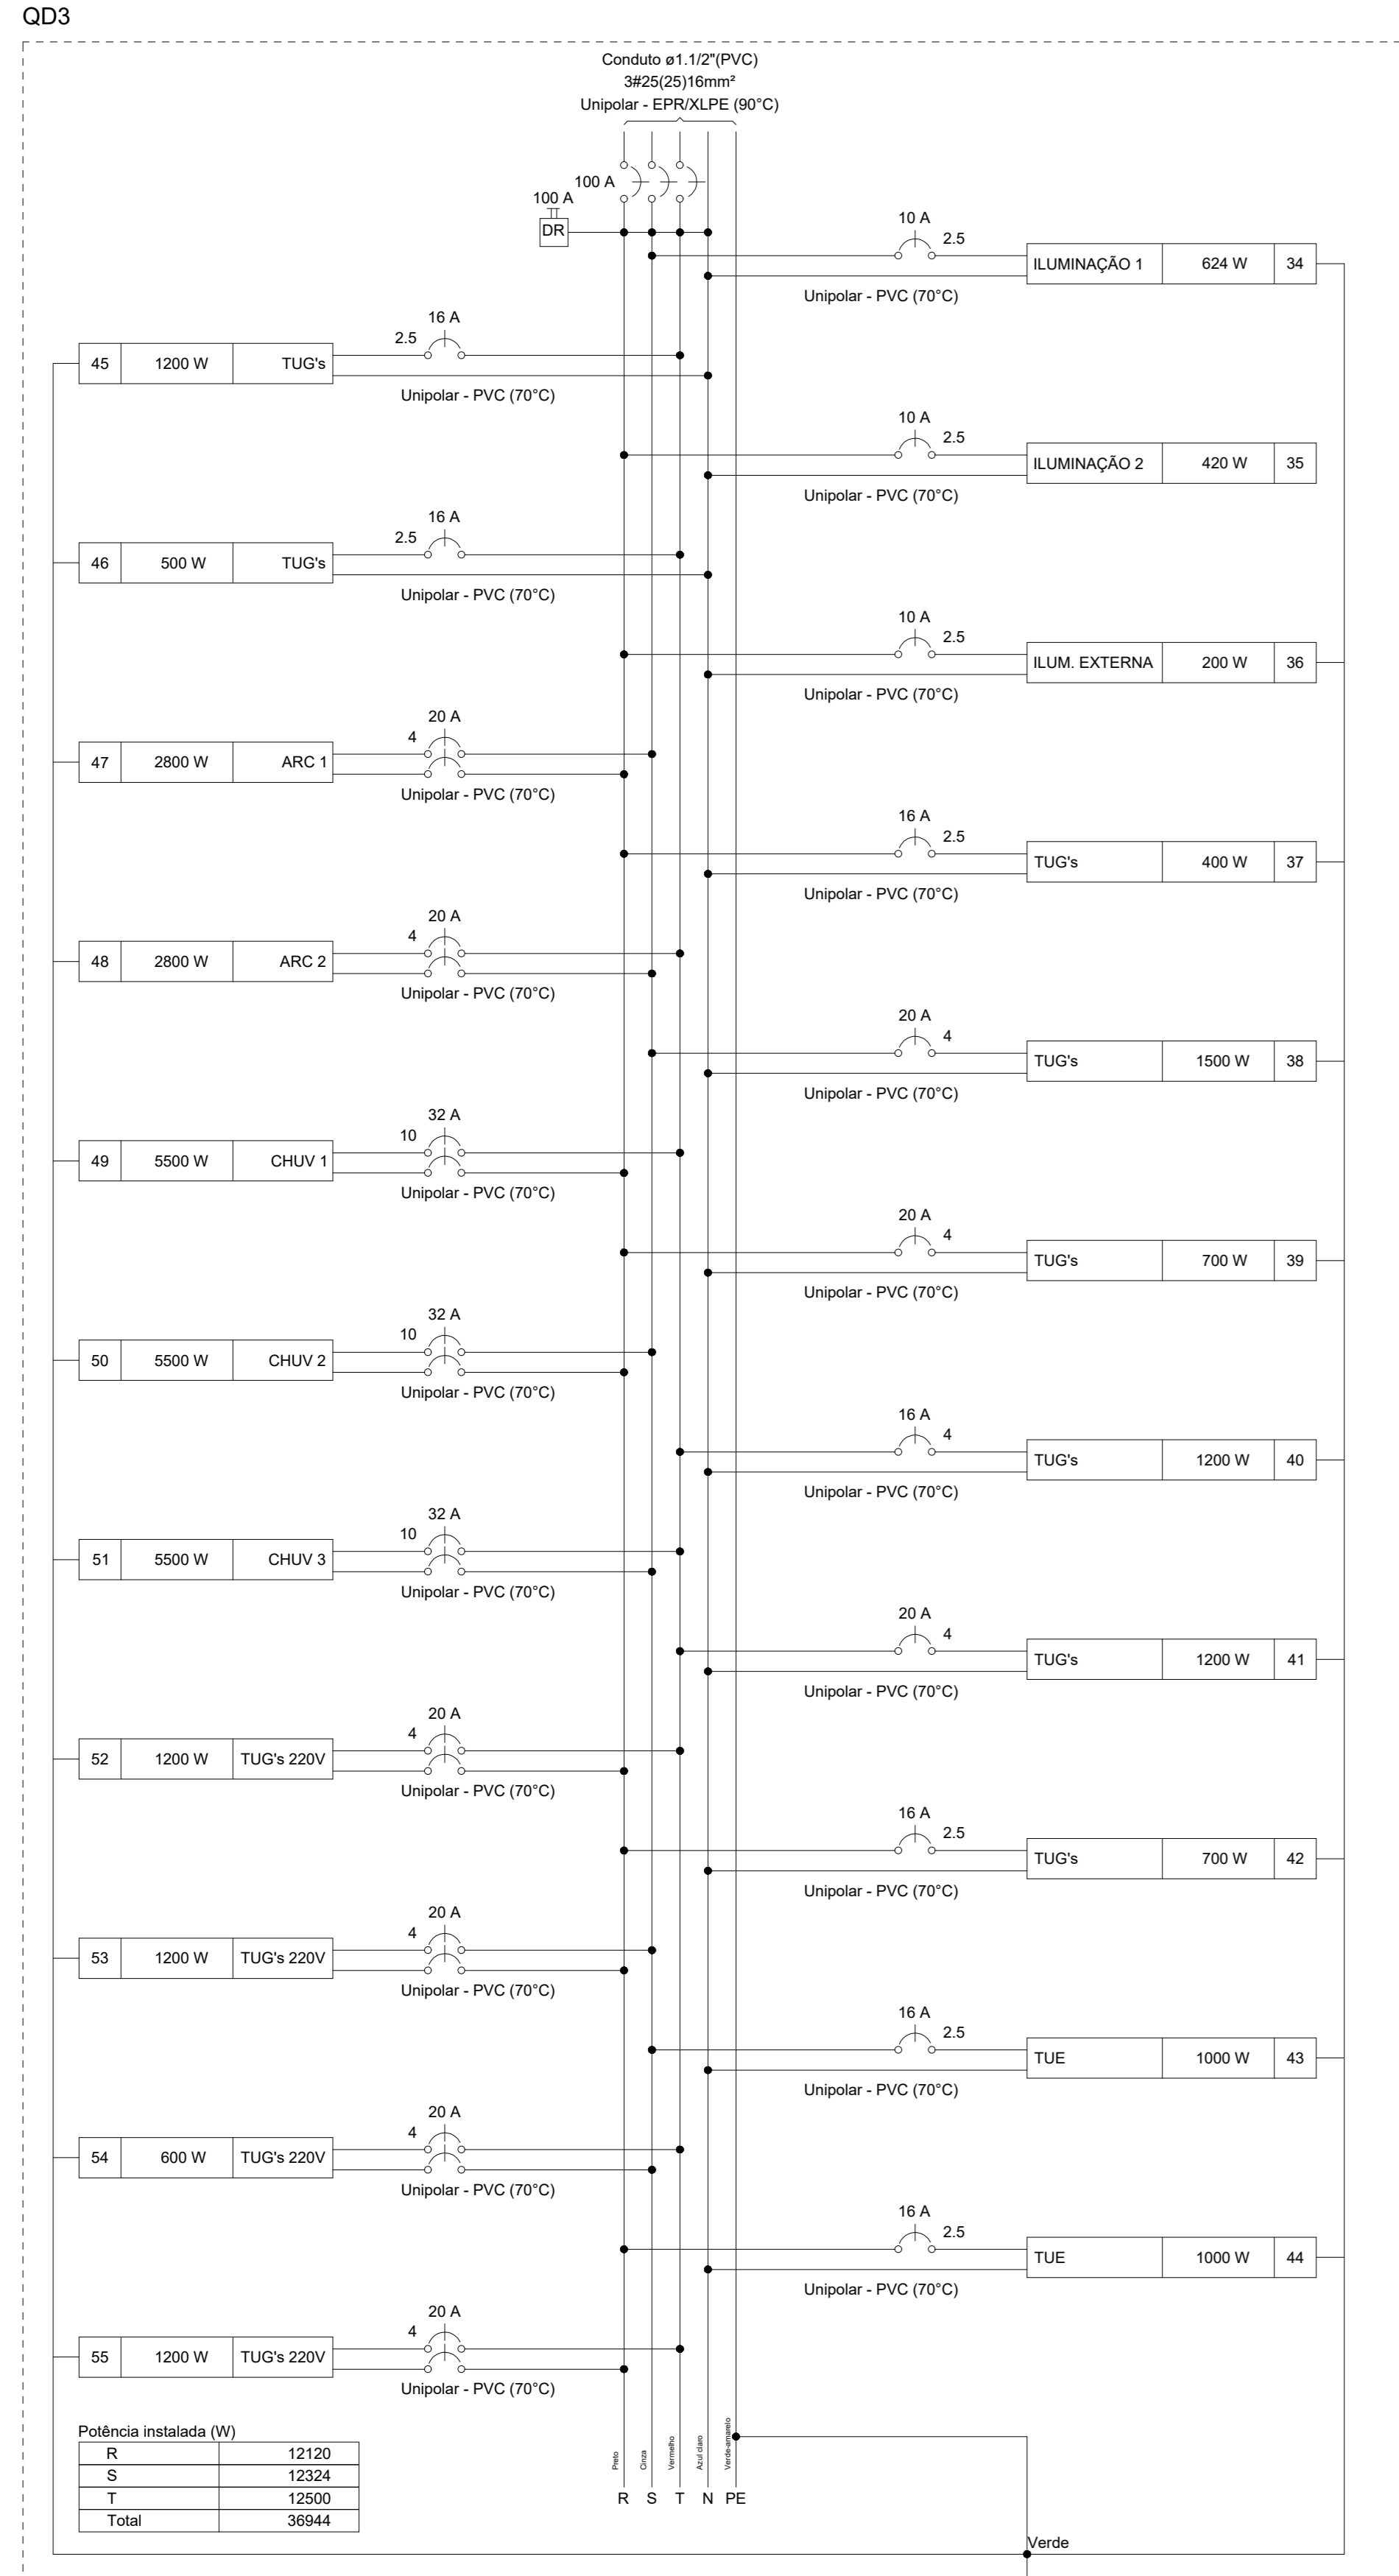 QD3
Conduto ø1.1/2"(PVC)
3#25(25)16mm²
Unipolar - EPR/XLPE (90°C)
100 A
100 A
DR
10 A
2.5
ILUMINAÇÃO 1 624 W 34
Unipolar - PVC (70°C)
16 A
2.5
45 1200 W TUG's
Unipolar - PVC (70°C)
10 A
2.5
ILUMINAÇÃO 2 420 W 35
Unipolar - PVC (70°C)
16 A
2.5
46 500 W TUG's
Unipolar - PVC (70°C)
10 A
2.5
ILUM. EXTERNA 200 W 36
Unipolar - PVC (70°C)
20 A
4
47 2800 W ARC 1
Unipolar - PVC (70°C)
16 A
2.5
TUG's 400 W 37
Unipolar - PVC (70°C)
20 A
4
48 2800 W ARC 2
Unipolar - PVC (70°C)
20 A
4
TUG's 1500 W 38
Unipolar - PVC (70°C)
32 A
10
49 5500 W CHUV 1
Unipolar - PVC (70°C)
20 A
4
TUG's 700 W 39
Unipolar - PVC (70°C)
32 A
10
50 5500 W CHUV 2
Unipolar - PVC (70°C)
16 A
4
TUG's 1200 W 40
Unipolar - PVC (70°C)
32 A
10
51 5500 W CHUV 3
Unipolar - PVC (70°C)
20 A
4
TUG's 1200 W 41
Unipolar - PVC (70°C)
20 A
4
52 1200 W TUG's 220V
Unipolar - PVC (70°C)
16 A
2.5
TUG's 700 W 42
Unipolar - PVC (70°C)
20 A
4
53 1200 W TUG's 220V
Unipolar - PVC (70°C)
16 A
2.5
TUE 1000 W 43
Unipolar - PVC (70°C)
20 A
4
54 600 W TUG's 220V
Unipolar - PVC (70°C)
16 A
2.5
TUE 1000 W 44
Unipolar - PVC (70°C)
20 A
4
55 1200 W TUG's 220V
Unipolar - PVC (70°C)
Potência instalada (W)
R 12120
S 12324
T 12500
Total 36944
Preto
Cinza
Vermelho
Azul claro
Verde-amarelo
R S T N PE
Verde